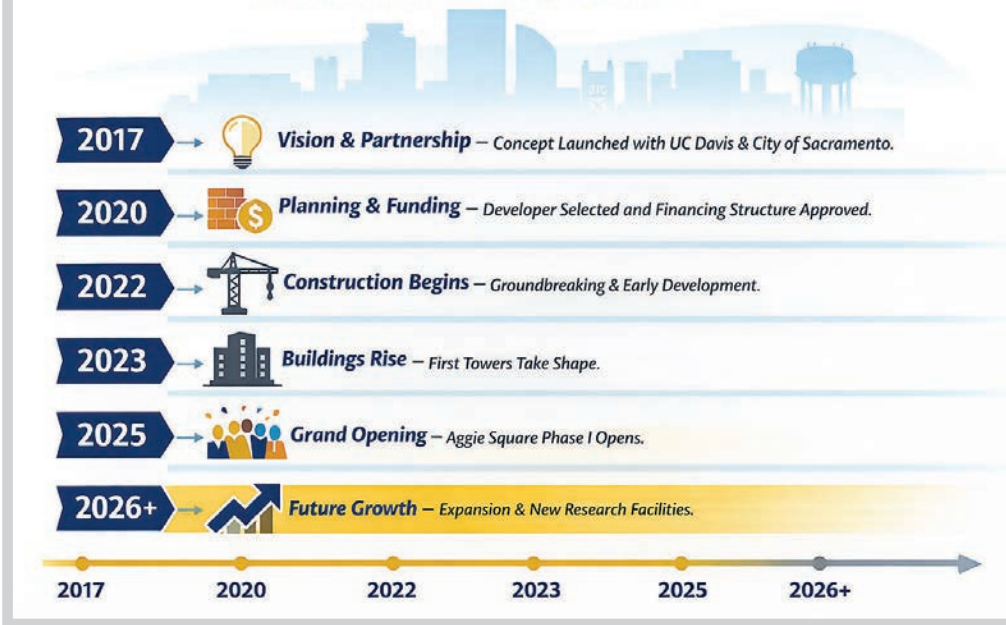 2017
Vision & Partnership – Concept Launched with UC Davis & City of Sacramento.
2020
$
Planning & Funding – Developer Selected and Financing Structure Approved.
2022
Construction Begins – Groundbreaking & Early Development.
2023
Buildings Rise – First Towers Take Shape.
2025
Grand Opening – Aggie Square Phase I Opens.
2026+
Future Growth – Expansion & New Research Facilities.
2017 2020 2022 2023 2025 2026+